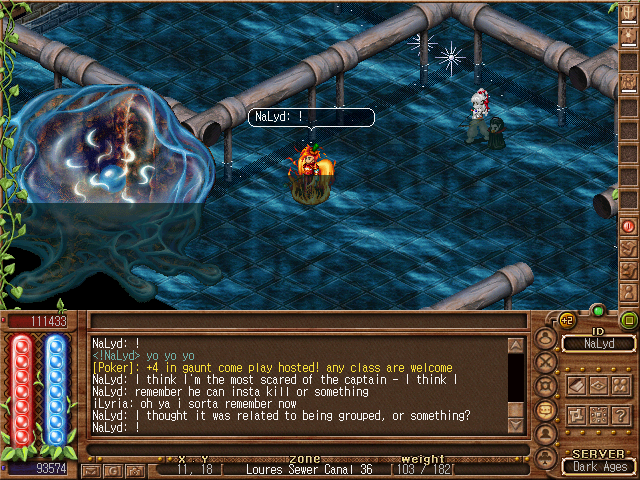 NaLyd: !
111433
NaLyd: !
<!NaLyd> yo yo yo
[Poker]: +4 in gaunt come play hosted! any class are welcome
NaLyd: I think I'm the most scared of the captain - I think I
NaLyd: remember he can insta kill or something
iLyria: oh ya i sorta remember now
NaLyd: I thought it was related to being grouped, or something?
NaLyd: !
+2
ID
NaLyd
93574
x y zone weight
11, 18 [ Loures Sewer Canal 36 [103 / 182[
SERVER
Dark Ages